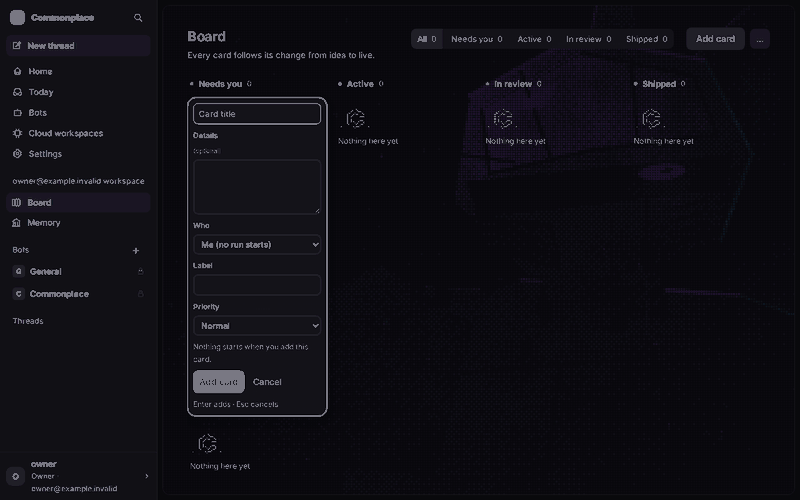 Commonplace
New thread
Home
Today
Bots
Cloud workspaces
Settings
owner@example.invalid workspace
Board
Memory
Bots +
G General
C Commonplace
Threads
owner
Owner ·
owner@example.invalid
Board
Every card follows its change from idea to live.
All 0 Needs you 0 Active 0 In review 0 Shipped 0
Add card
...
Needs you 0
Card title
Details
(optional)
Who
Me (no run starts)
Label
Priority
Normal
Nothing starts when you add this
card.
Add card Cancel
Enter adds · Esc cancels
Nothing here yet
Active 0
Nothing here yet
In review 0
Nothing here yet
Shipped 0
Nothing here yet